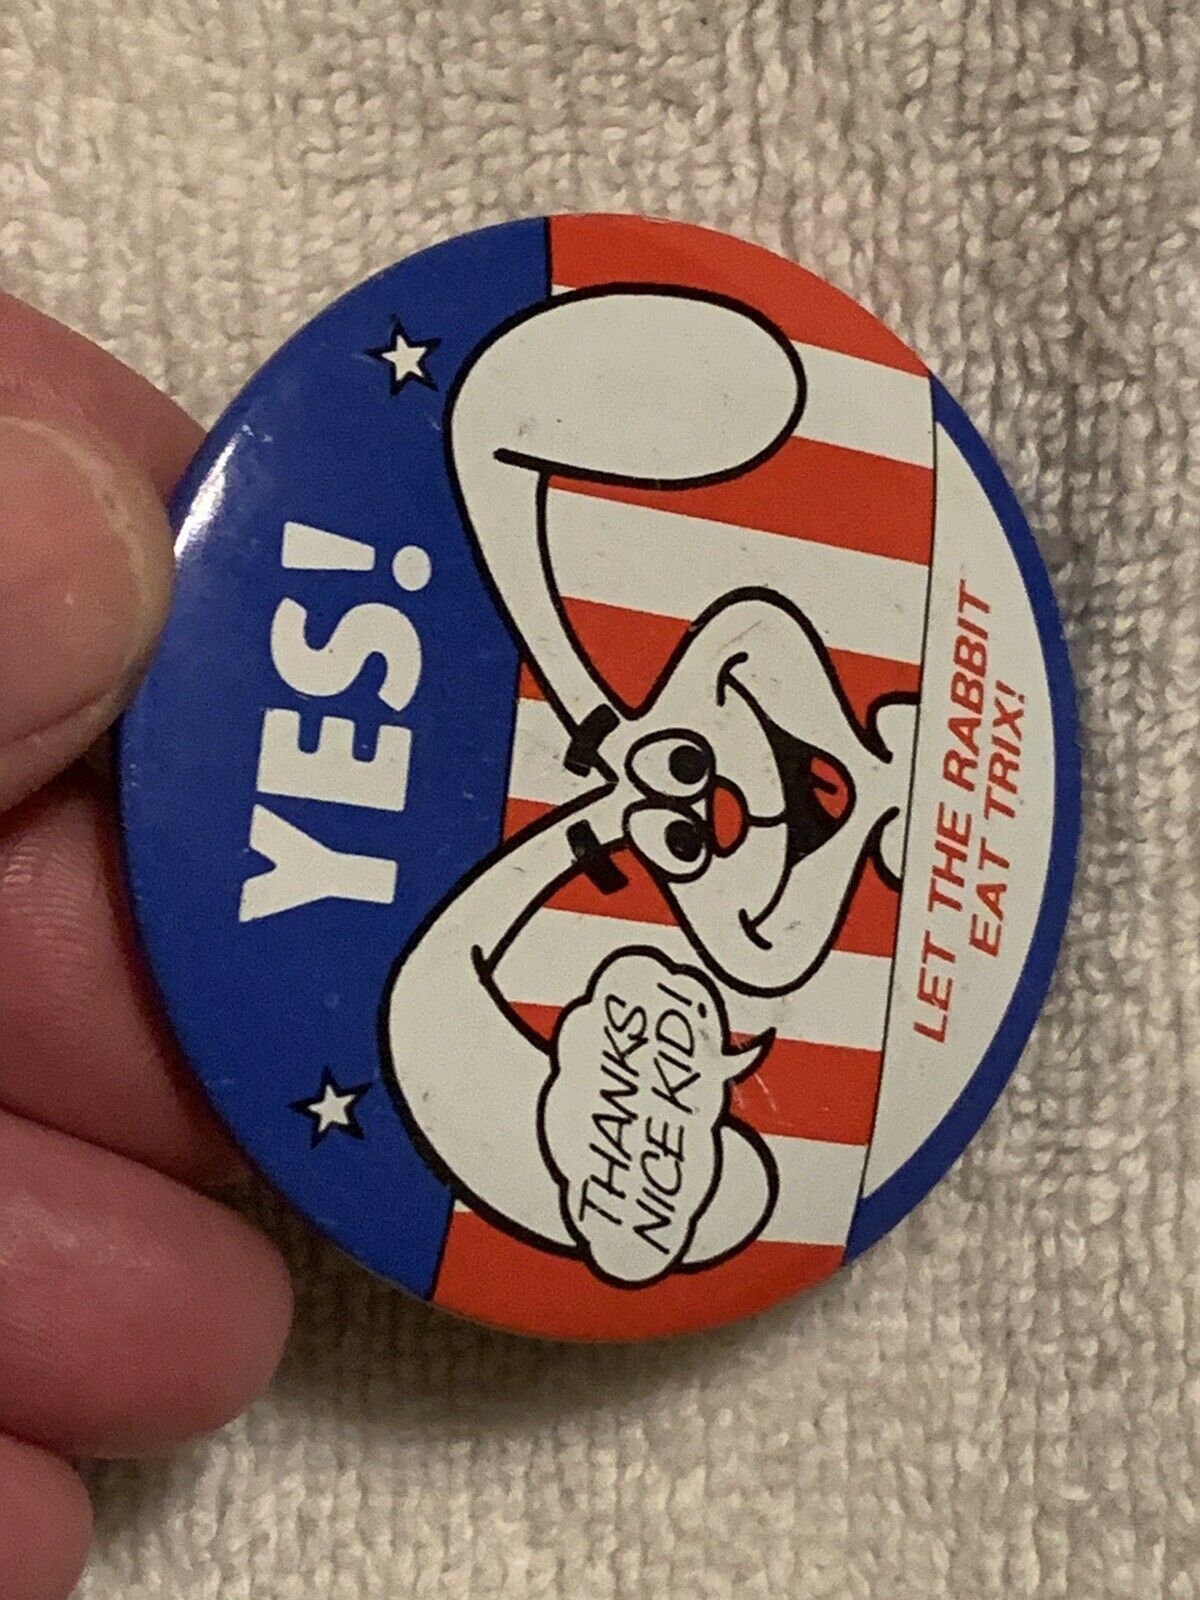 YES!
THANKS
NICE KID!
LET THE RABBIT
EAT TRIX!